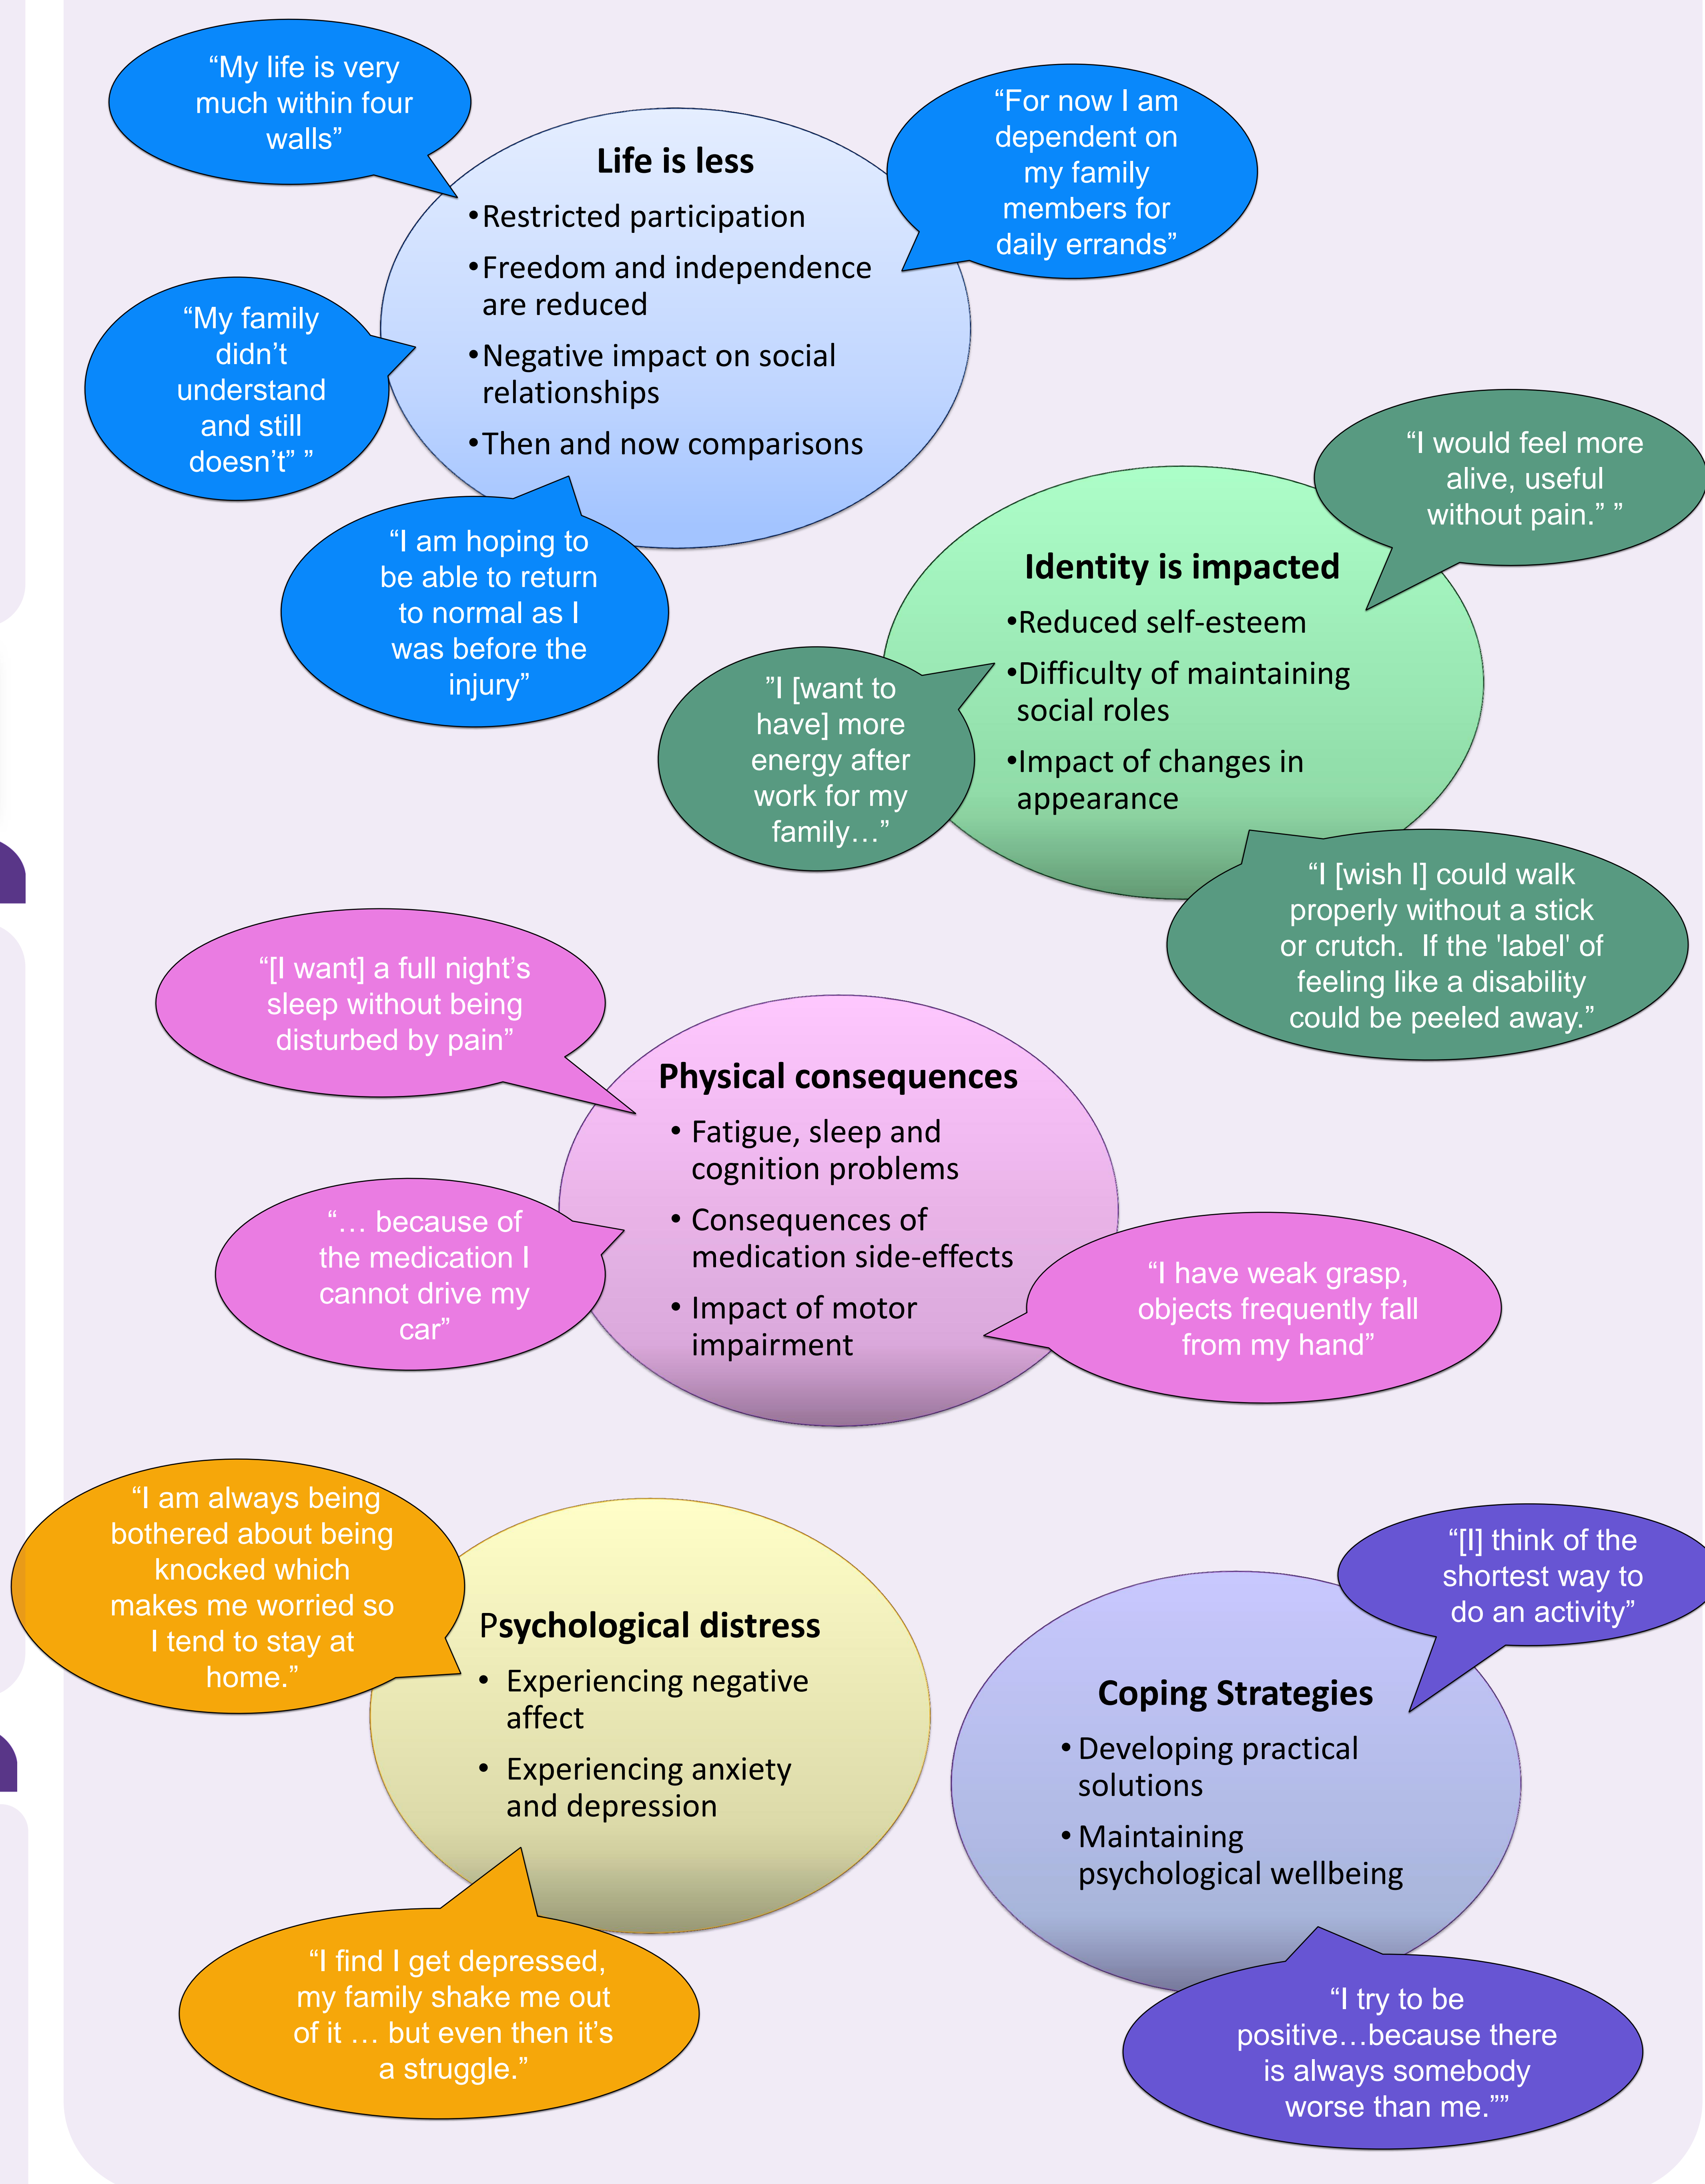 “My life is very
much within four
walls”
“For now I am
dependent on
my family
members for
daily errands”
Life is less
•Restricted participation
•Freedom and independence
are reduced
•Negative impact on social
relationships
•Then and now comparisons
“My family
didn’t
understand
and still
doesn’t” ”
“I am hoping to
be able to return
to normal as I
was before the
injury”
“I would feel more
alive, useful
without pain.” ”
Identity is impacted
•Reduced self-esteem
•Difficulty of maintaining
social roles
•Impact of changes in
appearance
”I [want to
have] more
energy after
work for my
family…”
“I [wish I] could walk
properly without a stick
or crutch.  If the 'label' of
feeling like a disability
could be peeled away.”
“[I want] a full night’s
sleep without being
disturbed by pain”
Physical consequences
• Fatigue, sleep and
cognition problems
• Consequences of
medication side-effects
• Impact of motor
impairment
“… because of
the medication I
cannot drive my
car”
“I have weak grasp,
objects frequently fall
from my hand”
“I am always being
bothered about being
knocked which
makes me worried so
I tend to stay at
home.”
Psychological distress
• Experiencing negative
affect
• Experiencing anxiety
and depression
“I find I get depressed,
my family shake me out
of it … but even then it’s
a struggle.”
“[I] think of the
shortest way to
do an activity”
Coping Strategies
• Developing practical
solutions
• Maintaining
psychological wellbeing
“I try to be
positive…because there
is always somebody
worse than me.””